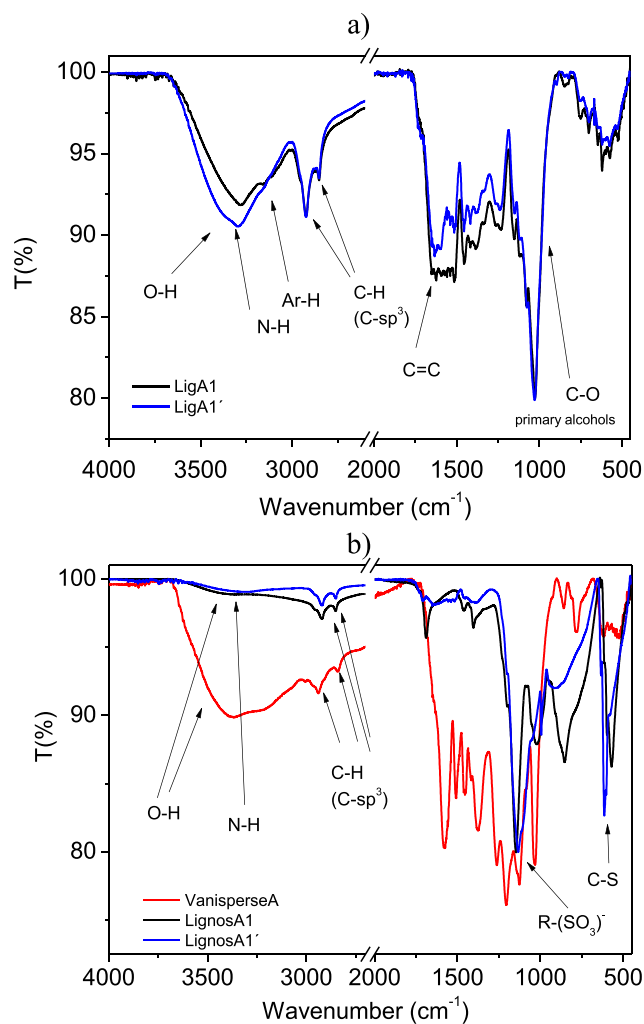 a)
100
95
90
85
80
T(%)
O-H
N-H
Ar-H
C-H
(C-sp³)
C=C
C-O
primary alcohols
LigA1
LigA1´
4000 3500 3000 2000 1500 1000 500
Wavenumber (cm⁻¹)
b)
100
90
80
T(%)
O-H
N-H
C-H
(C-sp³)
C-S
R-(SO₃)⁻
VanisperseA
LignosA1
LignosA1´
4000 3500 3000 2000 1500 1000 500
Wavenumber (cm⁻¹)